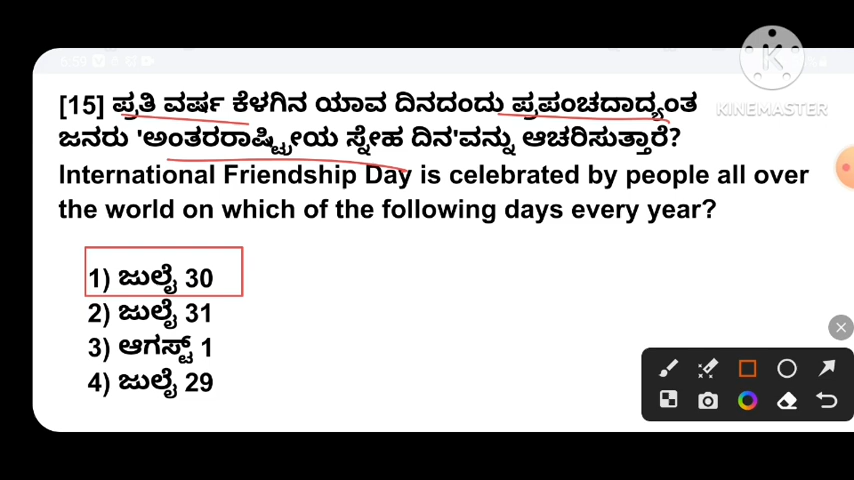 6:59
K
KINEMASTER
[15] ಪ್ರತಿ ವರ್ಷ ಕೆಳಗಿನ ಯಾವ ದಿನದಂದು ಪ್ರಪಂಚದಾದ್ಯಂತ
ಜನರು 'ಅಂತರರಾಷ್ಟ್ರೀಯ ಸ್ನೇಹ ದಿನ'ವನ್ನು ಆಚರಿಸುತ್ತಾರೆ?
International Friendship Day is celebrated by people all over
the world on which of the following days every year?
1) ಜುಲೈ 30
2) ಜುಲೈ 31
3) ಆಗಸ್ಟ್ 1
4) ಜುಲೈ 29